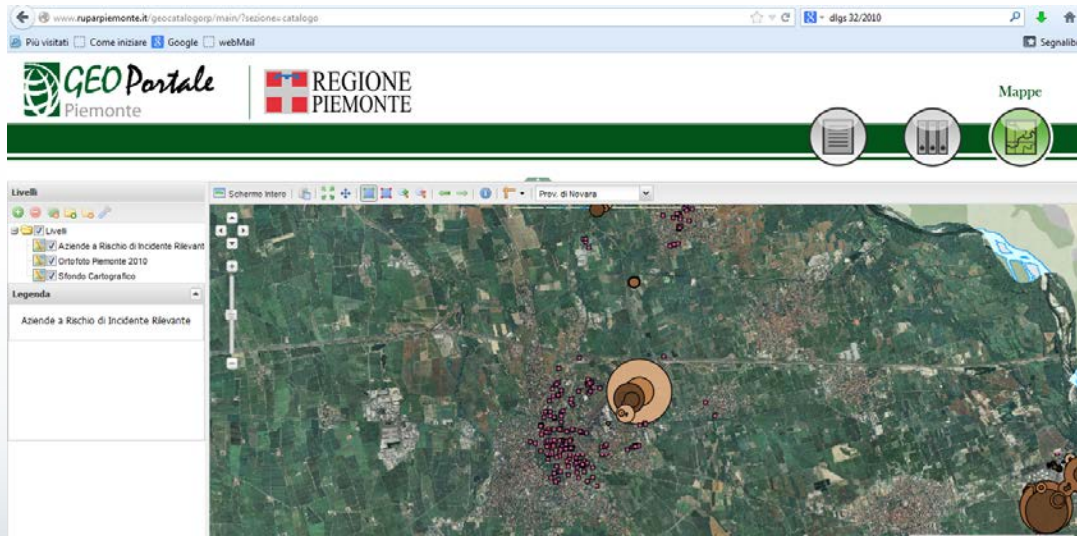 www.ruparpiemonte.it/geocatalogorp/main/?sezione=catalogo
dlgs 32/2010
Più visitati Come iniziare Google webMail
Segnalib
GEOPortale
Piemonte
REGIONE
PIEMONTE
Mappe
Livelli
Schermo Intero
Prov. di Novara
Livelli
Aziende a Rischio di Incidente Rilevant
Ortofoto Piemonte 2010
Sfondo Cartografico
Legenda
Aziende a Rischio di Incidente Rilevante